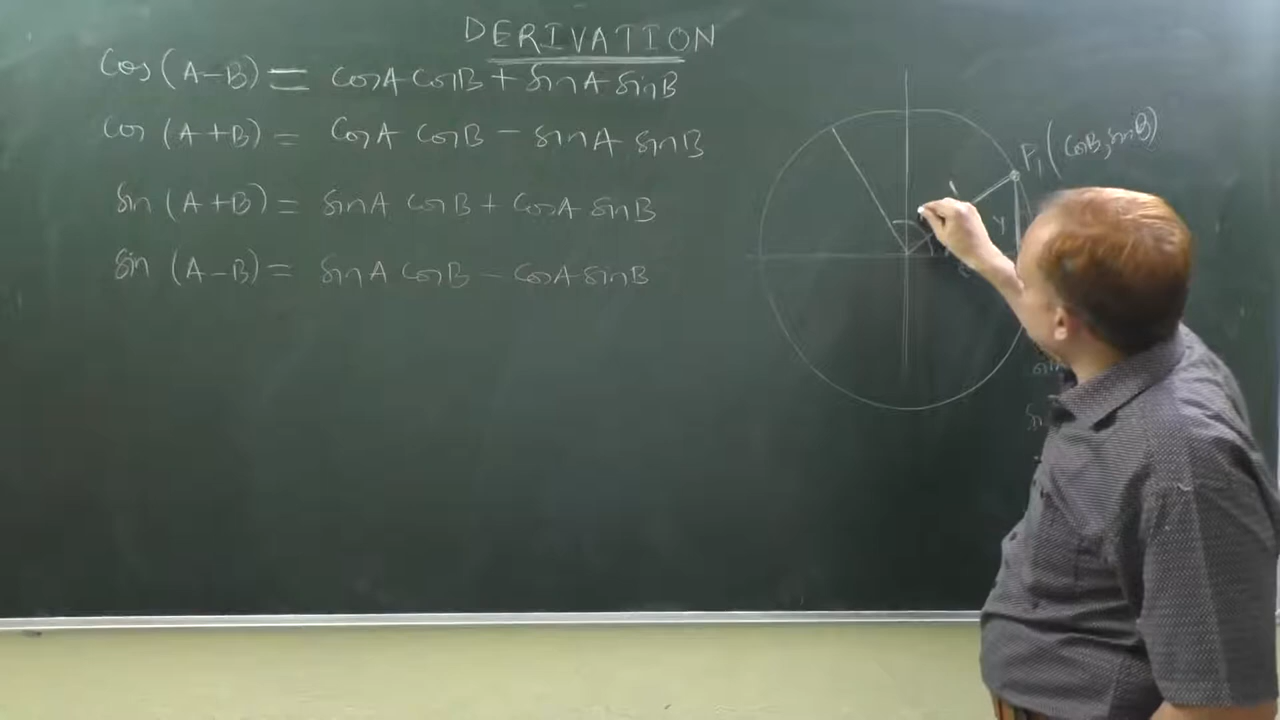 DERIVATION
cos (A-B) = cosA cosB + sinA sinB
cos (A+B) = cosA cosB - sinA sinB
sin (A+B) = sinA cosB + cosA sinB
sin (A-B) = sinA cosB - cosA sinB
P₁ (cosB, sinB)
1
y